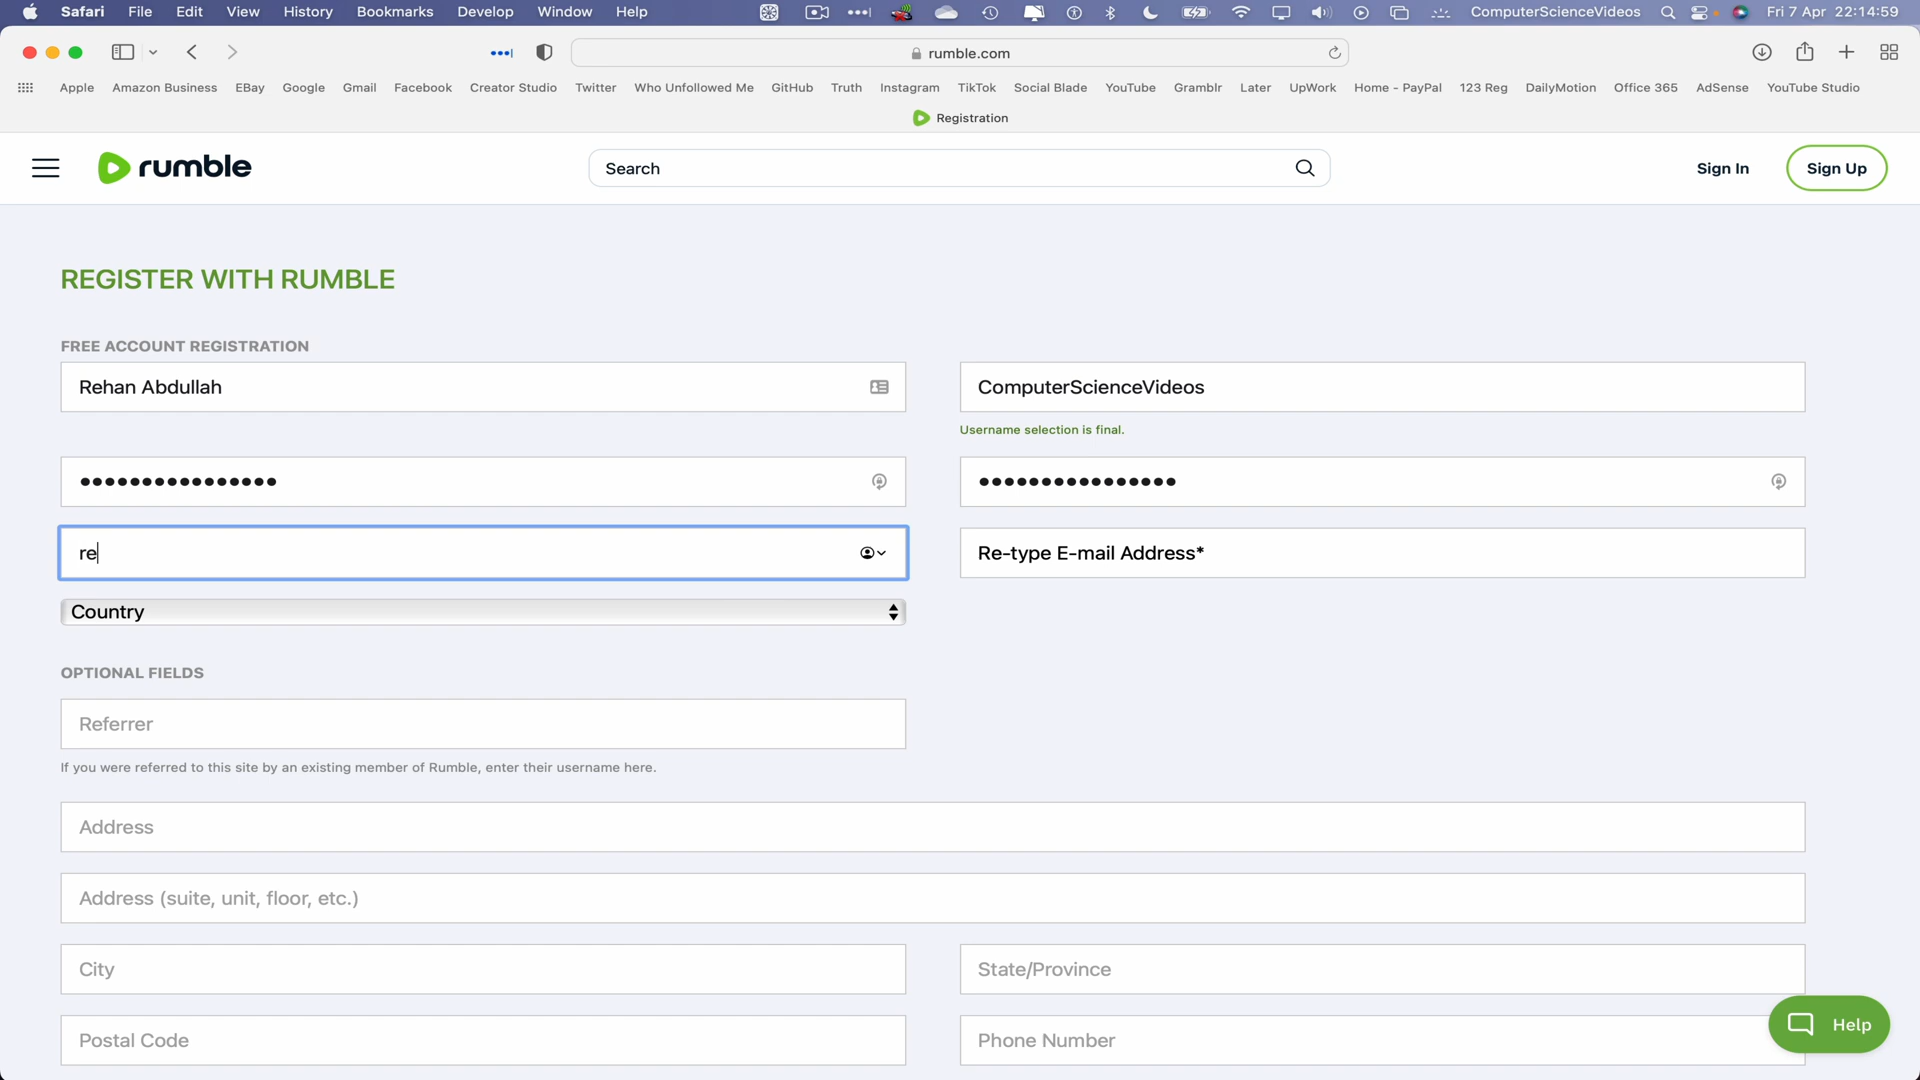 Safari File Edit View History Bookmarks Develop Window Help ComputerScienceVideos Fri 7 Apr 22:14:59
rumble.com
Apple Amazon Business EBay Google Gmail Facebook Creator Studio Twitter Who Unfollowed Me GitHub Truth Instagram TikTok Social Blade YouTube Gramblr Later UpWork Home - PayPal 123 Reg DailyMotion Office 365 AdSense YouTube Studio
Registration
rumble Search Sign In Sign Up
REGISTER WITH RUMBLE
FREE ACCOUNT REGISTRATION
Rehan Abdullah ComputerScienceVideos
Username selection is final.
•••••••••••••••• ••••••••••••••••
re Re-type E-mail Address*
Country
OPTIONAL FIELDS
Referrer
If you were referred to this site by an existing member of Rumble, enter their username here.
Address
Address (suite, unit, floor, etc.)
City State/Province
Postal Code Phone Number
Help